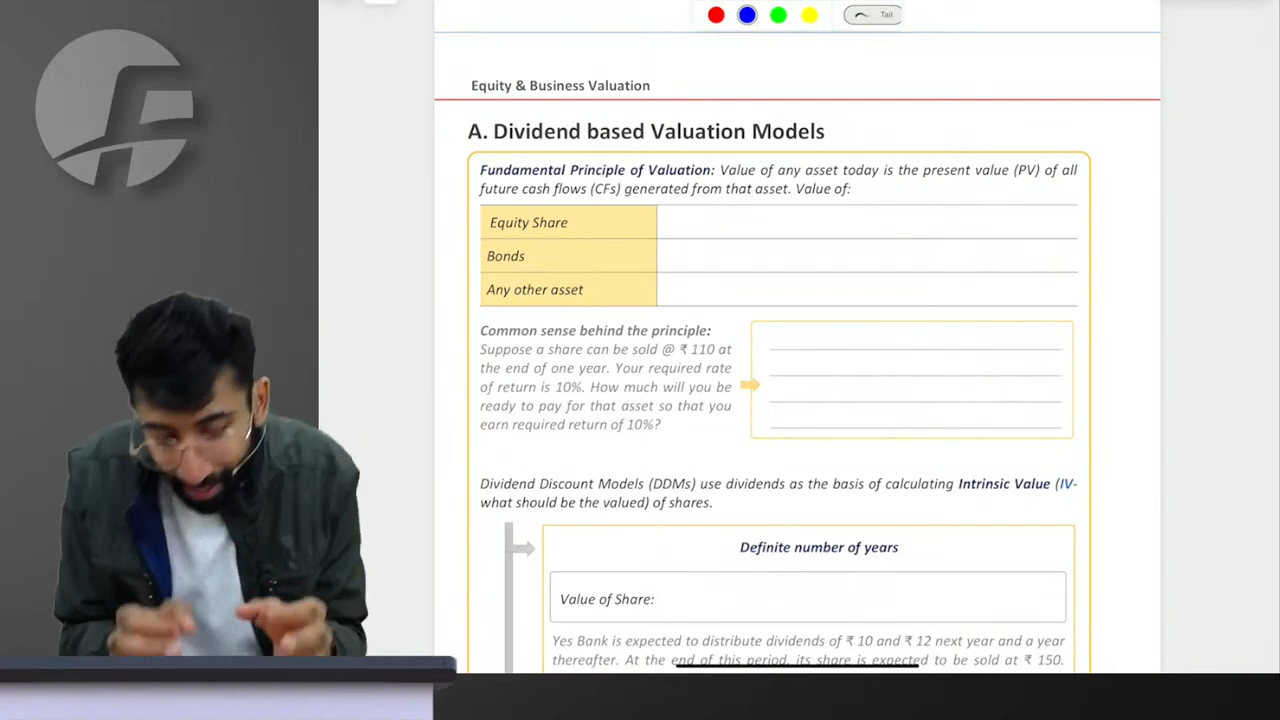 Tail
Equity & Business Valuation
A. Dividend based Valuation Models
Fundamental Principle of Valuation: Value of any asset today is the present value (PV) of all
future cash flows (CFs) generated from that asset. Value of:
Equity Share
Bonds
Any other asset
Common sense behind the principle:
Suppose a share can be sold @ ₹ 110 at
the end of one year. Your required rate
of return is 10%. How much will you be
ready to pay for that asset so that you
earn required return of 10%?
Dividend Discount Models (DDMs) use dividends as the basis of calculating Intrinsic Value (IV-
what should be the valued) of shares.
Definite number of years
Value of Share:
Yes Bank is expected to distribute dividends of ₹ 10 and ₹ 12 next year and a year
thereafter. At the end of this period, its share is expected to be sold at ₹ 150.